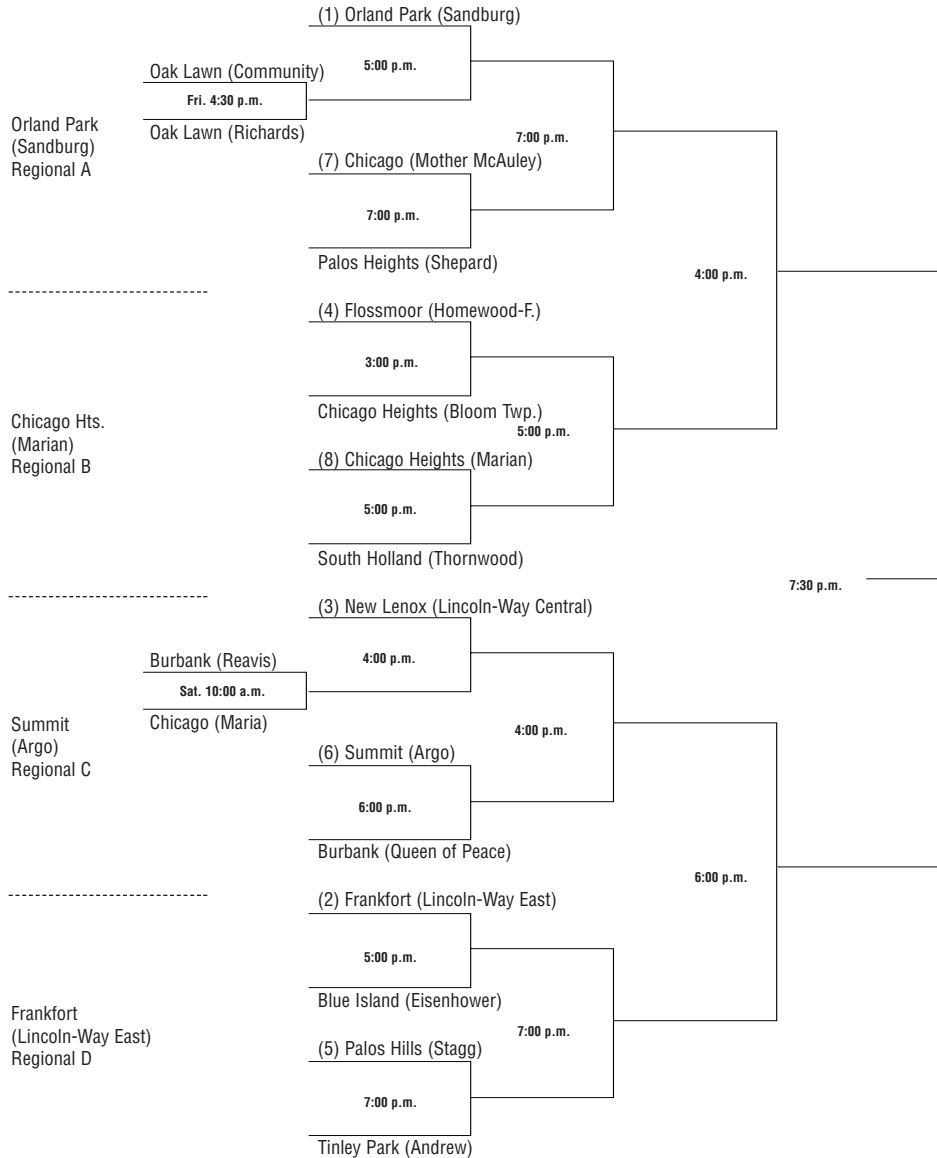 (1) Orland Park (Sandburg)
5:00 p.m.
Oak Lawn (Community)
Fri. 4:30 p.m.
Oak Lawn (Richards)
Orland Park
(Sandburg)
Regional A
7:00 p.m.
(7) Chicago (Mother McAuley)
7:00 p.m.
Palos Heights (Shepard)
4:00 p.m.
(4) Flossmoor (Homewood-F.)
3:00 p.m.
Chicago Heights (Bloom Twp.)
Chicago Hts.
(Marian)
Regional B
5:00 p.m.
(8) Chicago Heights (Marian)
5:00 p.m.
South Holland (Thornwood)
7:30 p.m.
(3) New Lenox (Lincoln-Way Central)
4:00 p.m.
Burbank (Reavis)
Sat. 10:00 a.m.
Chicago (Maria)
Summit
(Argo)
Regional C
4:00 p.m.
(6) Summit (Argo)
6:00 p.m.
Burbank (Queen of Peace)
6:00 p.m.
(2) Frankfort (Lincoln-Way East)
5:00 p.m.
Blue Island (Eisenhower)
Frankfort
(Lincoln-Way East)
Regional D
7:00 p.m.
(5) Palos Hills (Stagg)
7:00 p.m.
Tinley Park (Andrew)